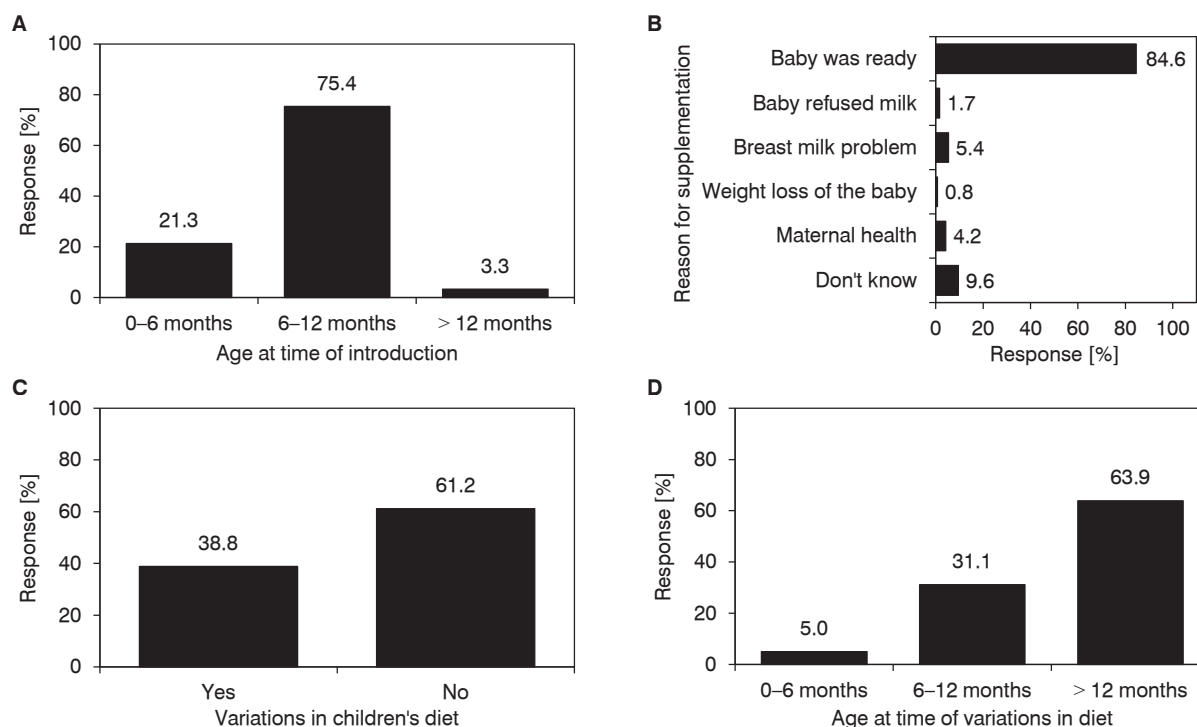 A
Response [%]
100
80
60
40
20
0
21.3
75.4
3.3
0–6 months
6–12 months
> 12 months
Age at time of introduction
B
Reason for supplementation
Baby was ready
84.6
Baby refused milk
1.7
Breast milk problem
5.4
Weight loss of the baby
0.8
Maternal health
4.2
Don't know
9.6
0 20 40 60 80 100
Response [%]
C
Response [%]
100
80
60
40
20
0
38.8
61.2
Yes
No
Variations in children's diet
D
Response [%]
100
80
60
40
20
0
5.0
31.1
63.9
0–6 months
6–12 months
> 12 months
Age at time of variations in diet